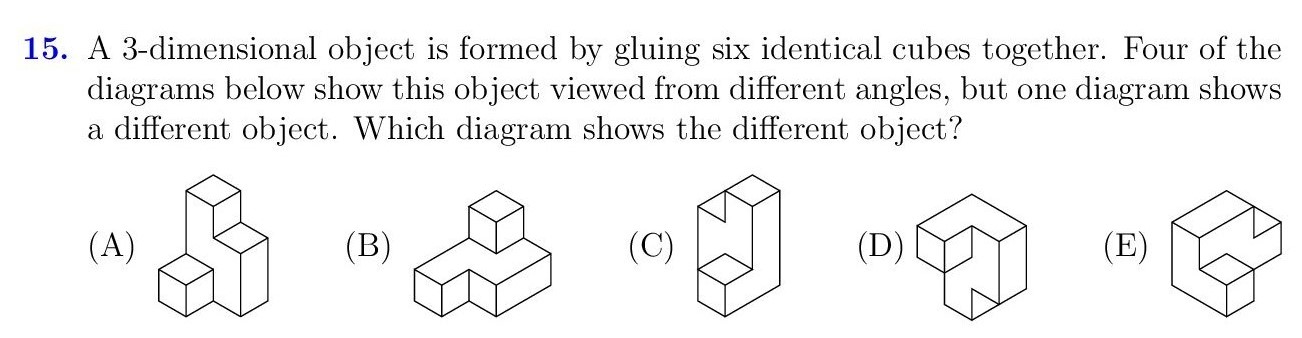 15. A 3-dimensional object is formed by gluing six identical cubes together. Four of the
diagrams below show this object viewed from different angles, but one diagram shows
a different object. Which diagram shows the different object?
(A) (B) (C) (D) (E)